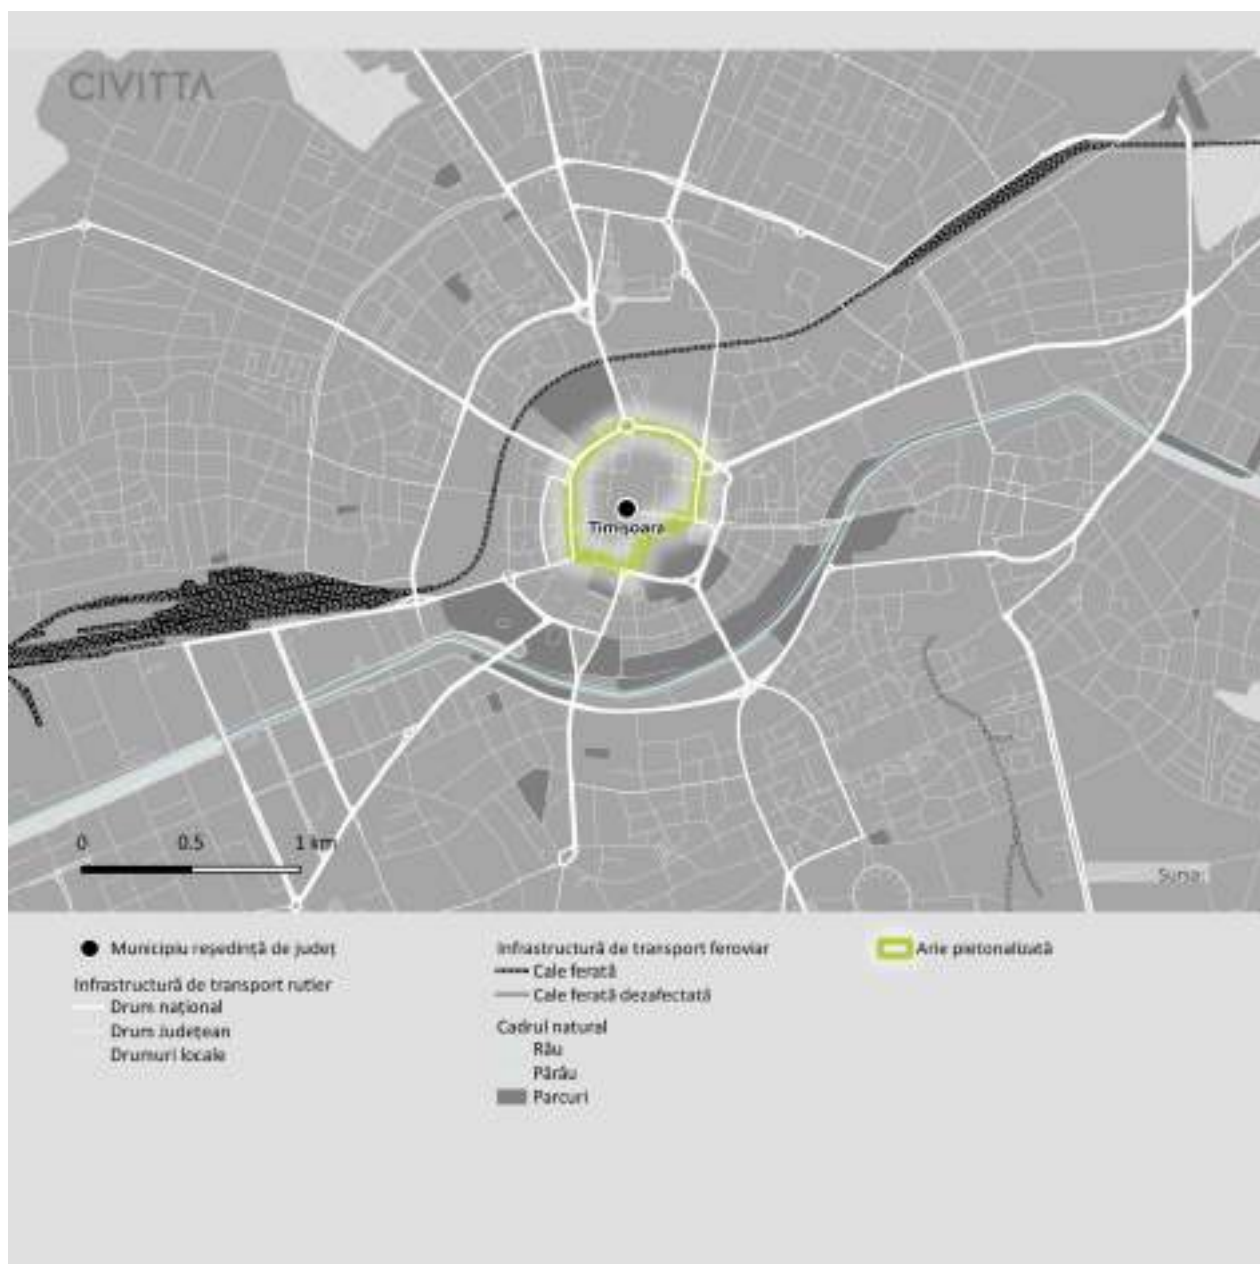 CIVITTA
Timișoara
0 0.5 1 km
Sursa:
Municipiu reședință de județ
Infrastructură de transport rutier
Drum național
Drum județean
Drumuri locale
Infrastructură de transport feroviar
Cale ferată
Cale ferată dezafectată
Cadrul natural
Râu
Pârâu
Parcuri
Arie pietonalizată